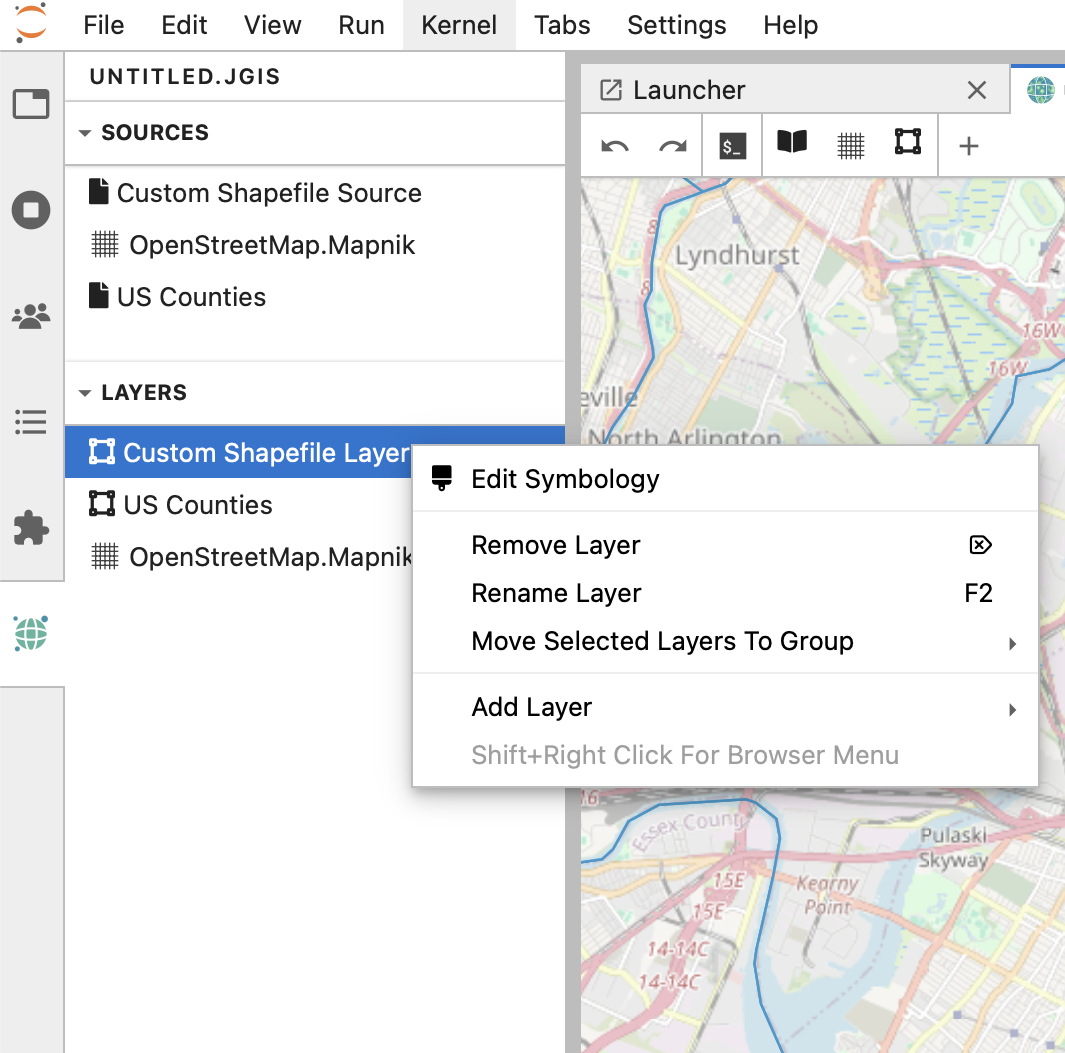 File Edit View Run Kernel Tabs Settings Help
UNTITLED.JGIS
SOURCES
Custom Shapefile Source
OpenStreetMap.Mapnik
US Counties
LAYERS
Custom Shapefile Layer
US Counties
OpenStreetMap.Mapnik
Launcher
$_
Lyndhurst
8
8
16W
16W
eville
North Arlington
Edit Symbology
Remove Layer
Rename Layer F2
Move Selected Layers To Group
Add Layer
Shift+Right Click For Browser Menu
16
Essex County
Pulaski
Skyway
15E
Kearny
Point
15E
14-14C
14-14C